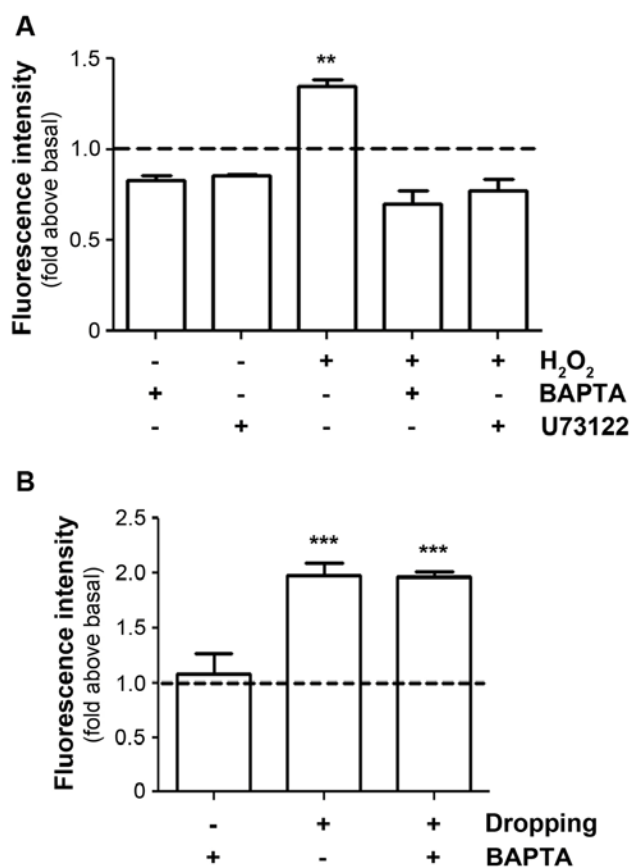 A
Fluorescence intensity
(fold above basal)
1.5
**
1.0
0.5
0
- - + + + H₂O₂
+ - - + - BAPTA
- + - - + U73122
B
Fluorescence intensity
(fold above basal)
2.5
*** ***
2.0
1.5
1.0
0.5
0
- + + Dropping
+ - + BAPTA